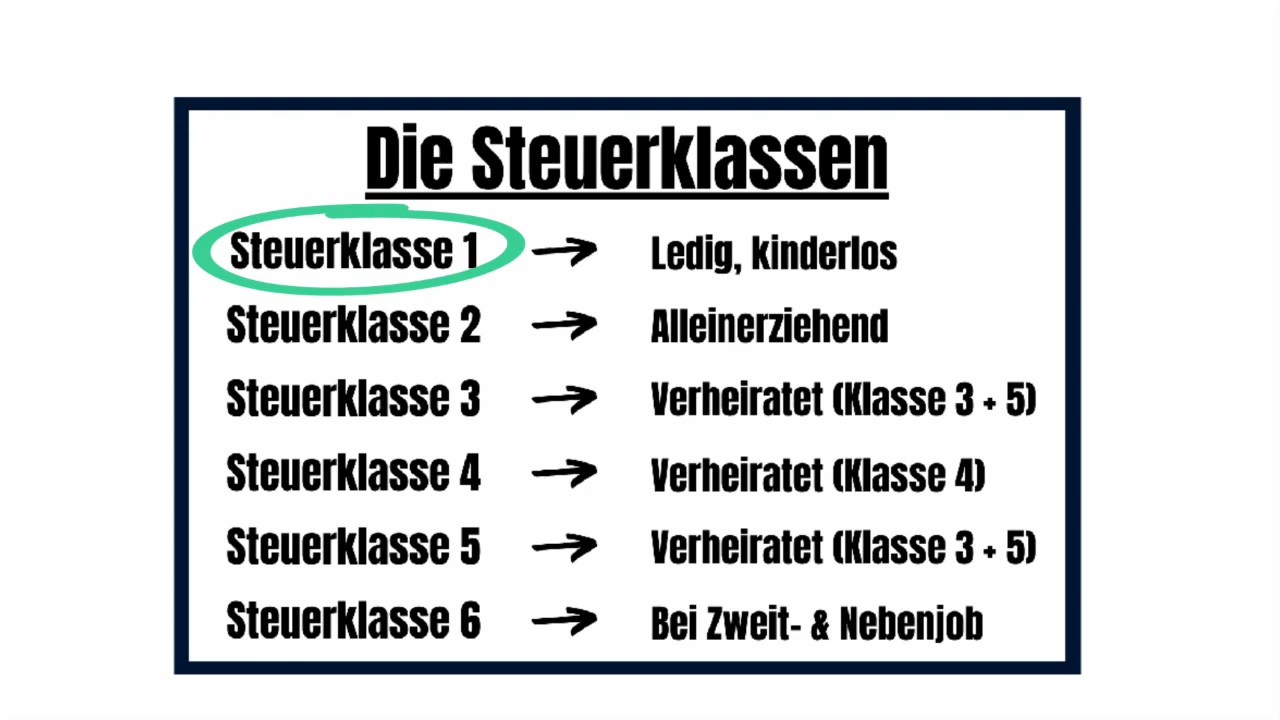 Die Steuerklassen
Steuerklasse 1 → Ledig, kinderlos
Steuerklasse 2 → Alleinerziehend
Steuerklasse 3 → Verheiratet (Klasse 3 + 5)
Steuerklasse 4 → Verheiratet (Klasse 4)
Steuerklasse 5 → Verheiratet (Klasse 3 + 5)
Steuerklasse 6 → Bei Zweit- & Nebenjob